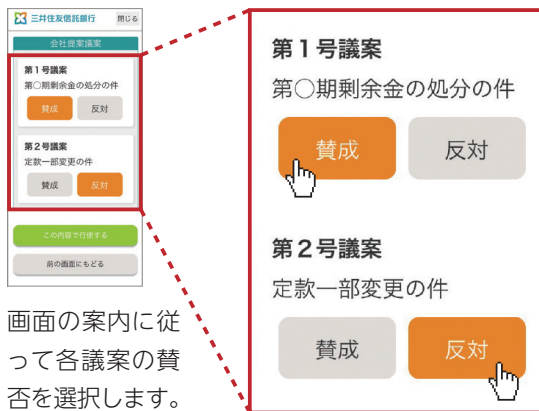 三井住友信託銀行
閉じる
会社提案議案
第1号議案
第○期剰余金の処分の件
賛成 反対
第2号議案
定款一部変更の件
賛成 反対
この内容で行使する
前の画面にもどる
画面の案内に従
って各議案の賛
否を選択します。
第1号議案
第○期剰余金の処分の件
賛成 反対
第2号議案
定款一部変更の件
賛成 反対